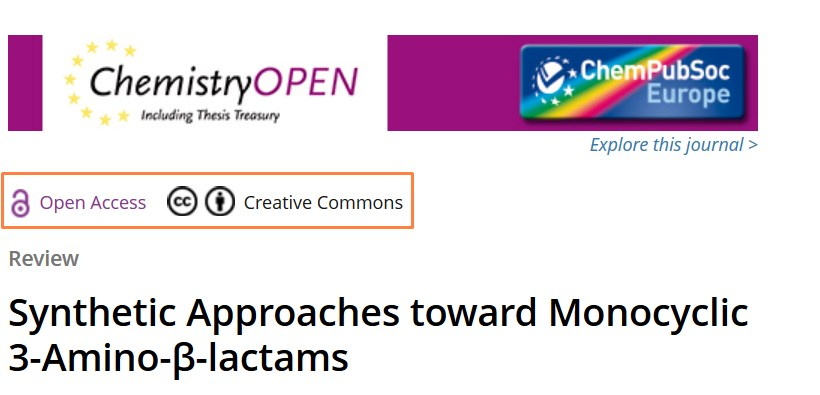 ChemistryOPEN
Including Thesis Treasury
ChemPubSoc
Europe
Explore this journal >
Open Access cc Creative Commons
Review
Synthetic Approaches toward Monocyclic
3-Amino-β-lactams